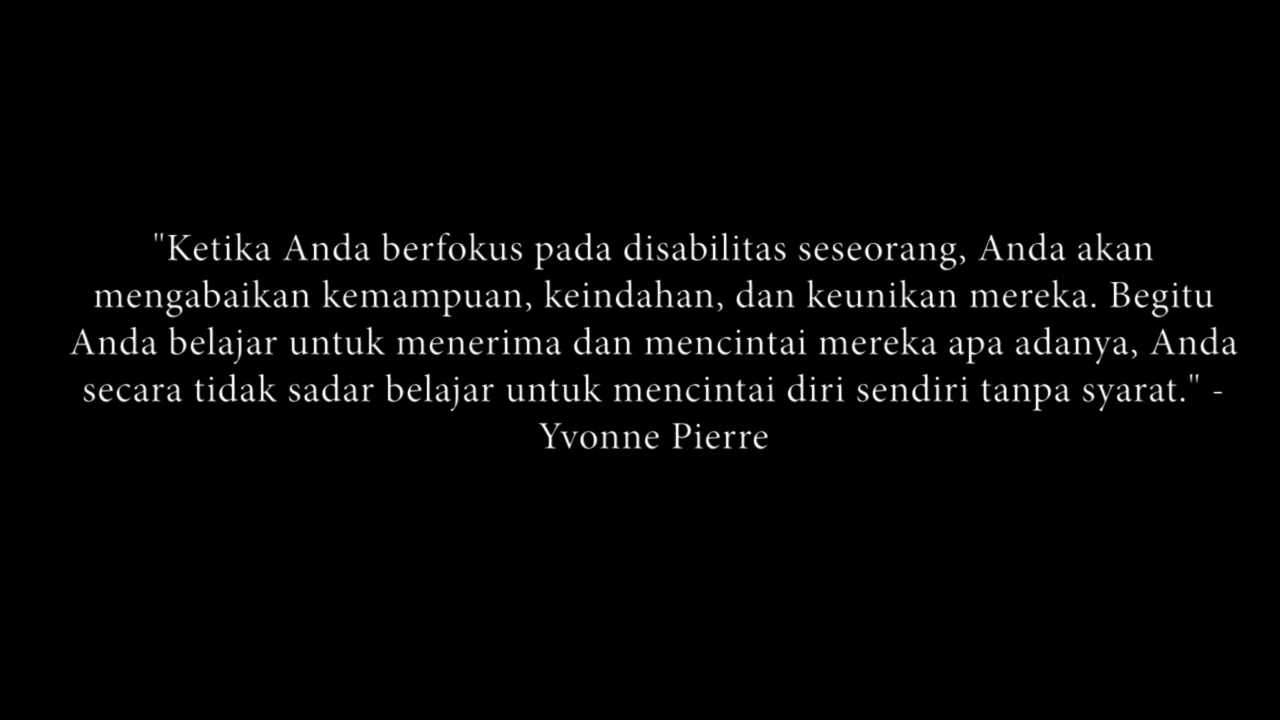 "Ketika Anda berfokus pada disabilitas seseorang, Anda akan
mengabaikan kemampuan, keindahan, dan keunikan mereka. Begitu
Anda belajar untuk menerima dan mencintai mereka apa adanya, Anda
secara tidak sadar belajar untuk mencintai diri sendiri tanpa syarat." -
Yvonne Pierre